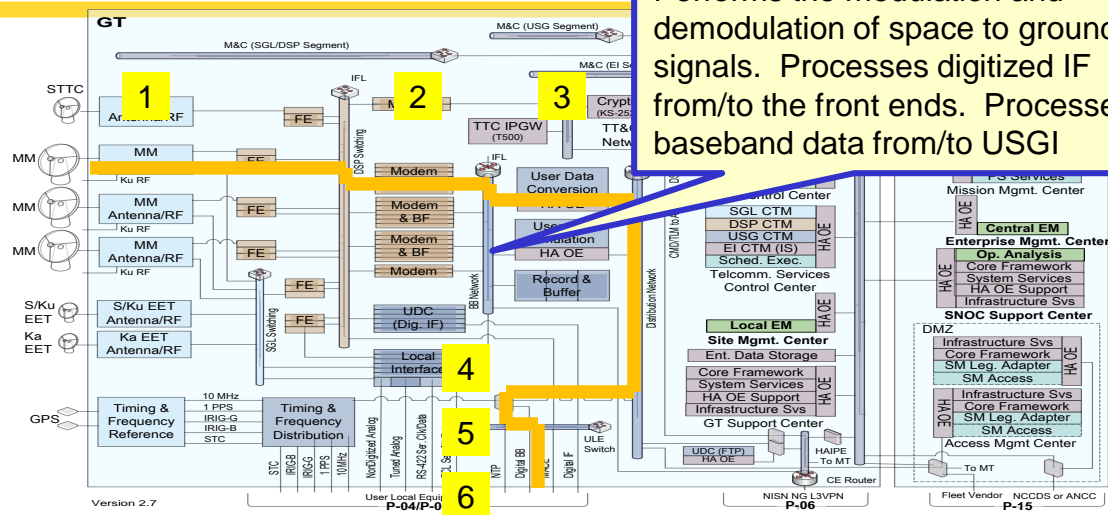 GT
M&C (USG Segment)
M&C (SGL/DSP Segment)
demodulation of space to ground
signals. Processes digitized IF
from/to the front ends.
baseband data from/to USGI
STTC
1
Antenna/RF
FE
IFL
DSP Switching
2
3
TTC IPGW
(T500)
MM
MM
Ku RF
FE
Modem
IFL
User Data
Conversion
HA OE
MM
MM
Antenna/RF
Ku RF
FE
Modem
& BF
HA OE
MM
MM
Antenna/RF
Ku RF
FE
Modem
& BF
Modem
BB Network
Record &
Buffer
Distribution Network
S/Ku
EET
S/Ku EET
Antenna/RF
FE
FE
UDC
(Dig. IF)
Ka
EET
Ka EET
Antenna/RF
SGL Switching
Local
4
GPS
Timing &
Frequency
Reference
10 MHz
1 PPS
IRIG-G
IRIG-B
STC
Timing &
Frequency
Distribution
5
ULE
Switch
STC
IRIG-B
IRIG-G
1 PPS
10MHz
NonDigitized Analog
Tuned Analog
RS-422 Ser. Clk/Data
NTP
Digital BB
Digital IF
6
Version 2.7
User Local
SGL CTM
DSP CTM
USG CTM
EI CTM (IS)
Sched. Exec.
HA OE
Telcomm. Services
Control Center
Local EM
HA OE
Site Mgmt. Center
Ent. Data Storage
Core Framework
System Services
HA OE Support
Infrastructure Svs
HA OE
GT Support Center
UDC (FTP)
HA OE
HAIPE
To MT
CE Router
NISN NG L3VPN
P-06
Mission Mgmt. Center
HA OE
Central EM
Enterprise Mgmt. Center
HA OE
Op. Analysis
Core Framework
System Services
HA OE Support
Infrastructure Svs
SNOC Support Center
DMZ
Infrastructure Svs
Core Framework
SM Leg. Adapter
SM Access
HA OE
HA OE
Infrastructure Svs
Core Framework
SM Leg. Adapter
SM Access
Access Mgmt Center
To MT
Fleet Vendor
NCCDS or ANCC
P-15